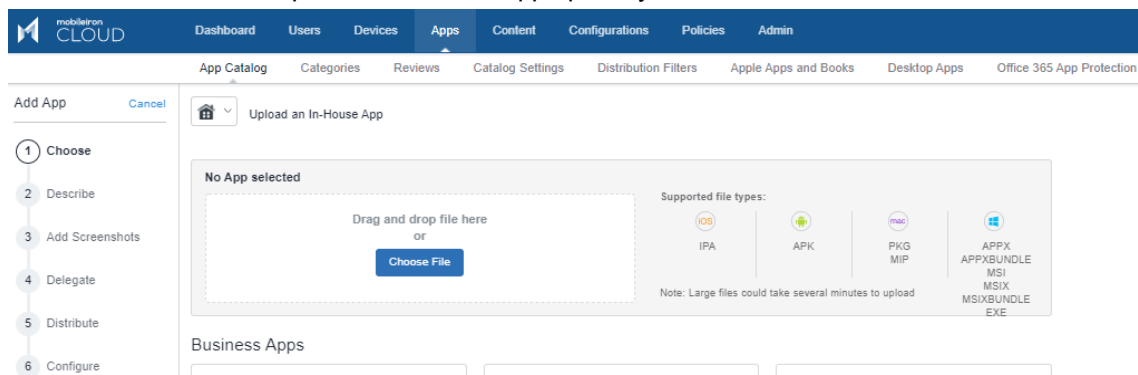 mobileiron
CLOUD
Dashboard Users Devices Apps Content Configurations Policies Admin
App Catalog Categories Reviews Catalog Settings Distribution Filters Apple Apps and Books Desktop Apps Office 365 App Protection
Add App Cancel
Upload an In-House App
1 Choose
2 Describe
3 Add Screenshots
4 Delegate
5 Distribute
6 Configure
No App selected
Drag and drop file here
or
Choose File
Supported file types:
iOS
IPA
APK
mac
PKG
MIP
APPX
APPXBUNDLE
MSI
MSIX
MSIXBUNDLE
EXE
Note: Large files could take several minutes to upload
Business Apps